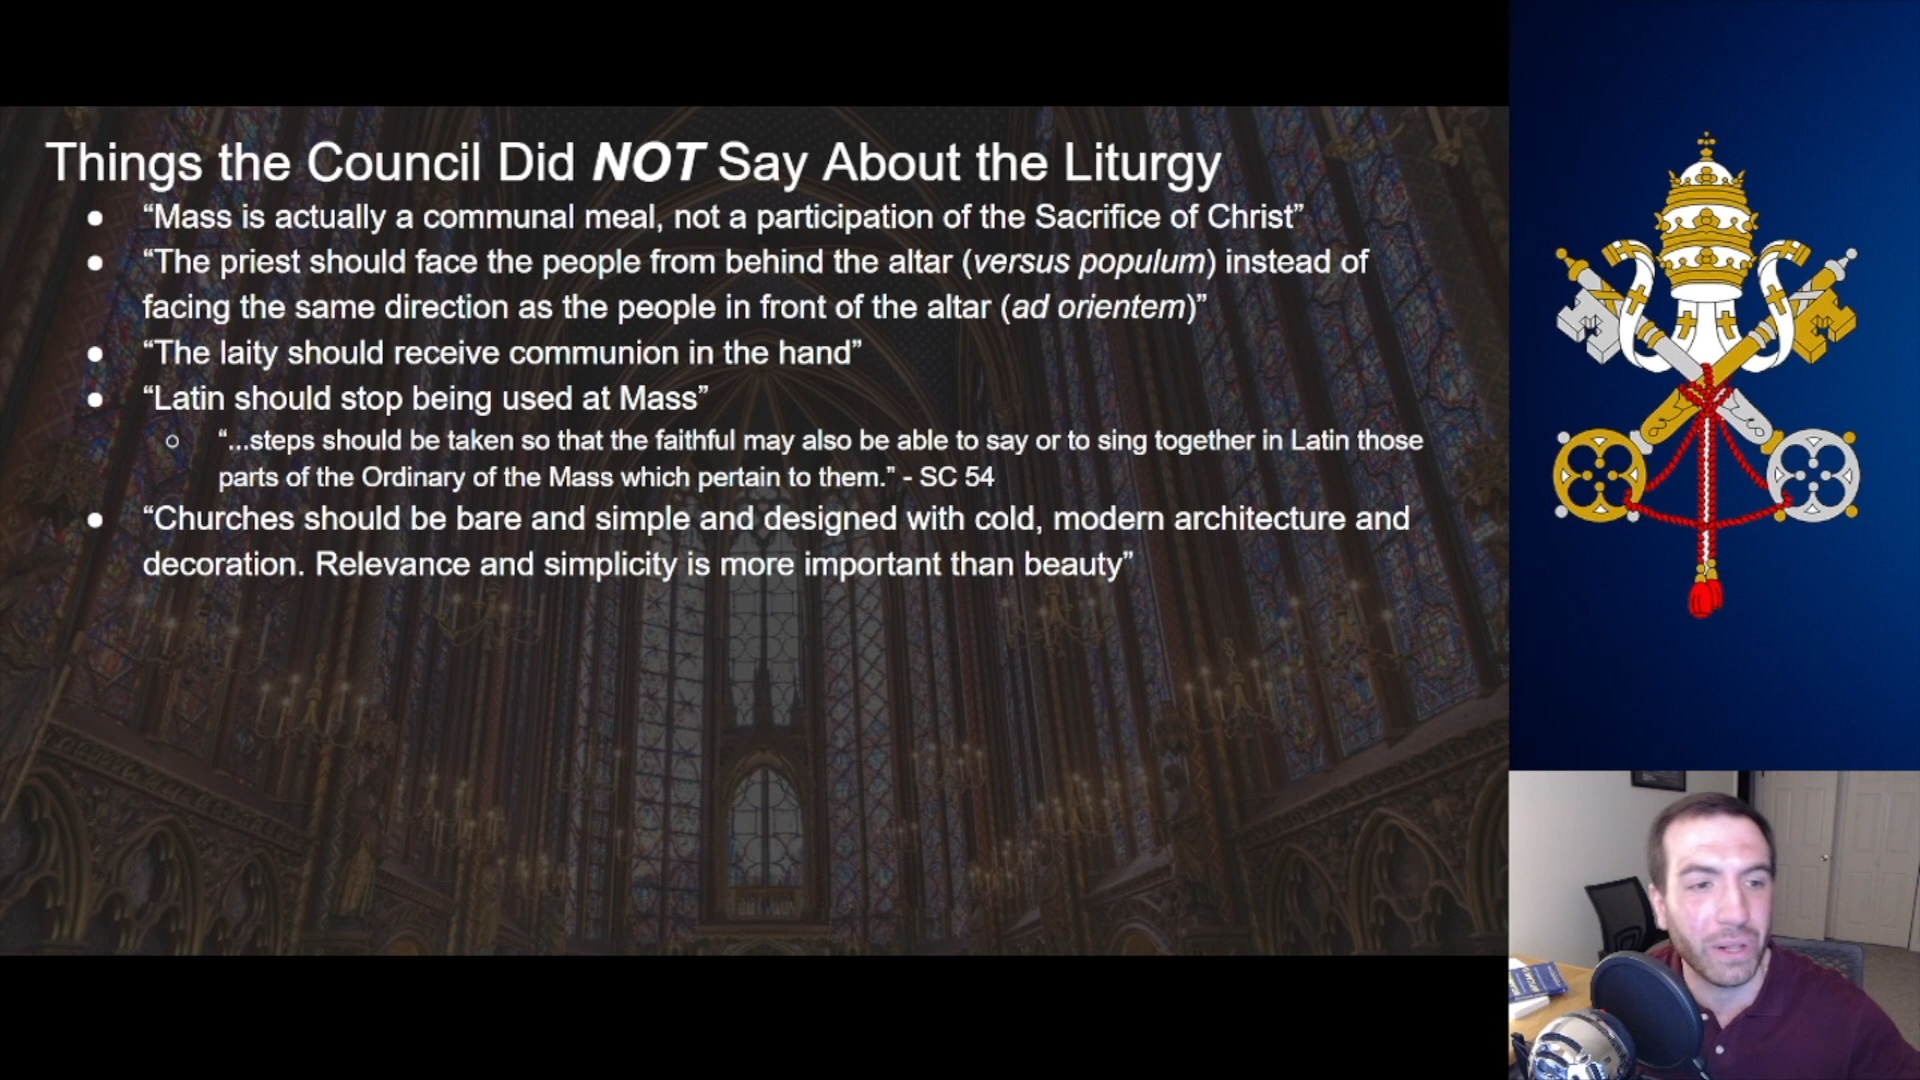 Things the Council Did NOT Say About the Liturgy
● “Mass is actually a communal meal, not a participation of the Sacrifice of Christ”
● “The priest should face the people from behind the altar (versus populum) instead of
facing the same direction as the people in front of the altar (ad orientem)”
● “The laity should receive communion in the hand”
● “Latin should stop being used at Mass”
○ “...steps should be taken so that the faithful may also be able to say or to sing together in Latin those
parts of the Ordinary of the Mass which pertain to them.” - SC 54
● “Churches should be bare and simple and designed with cold, modern architecture and
decoration. Relevance and simplicity is more important than beauty”